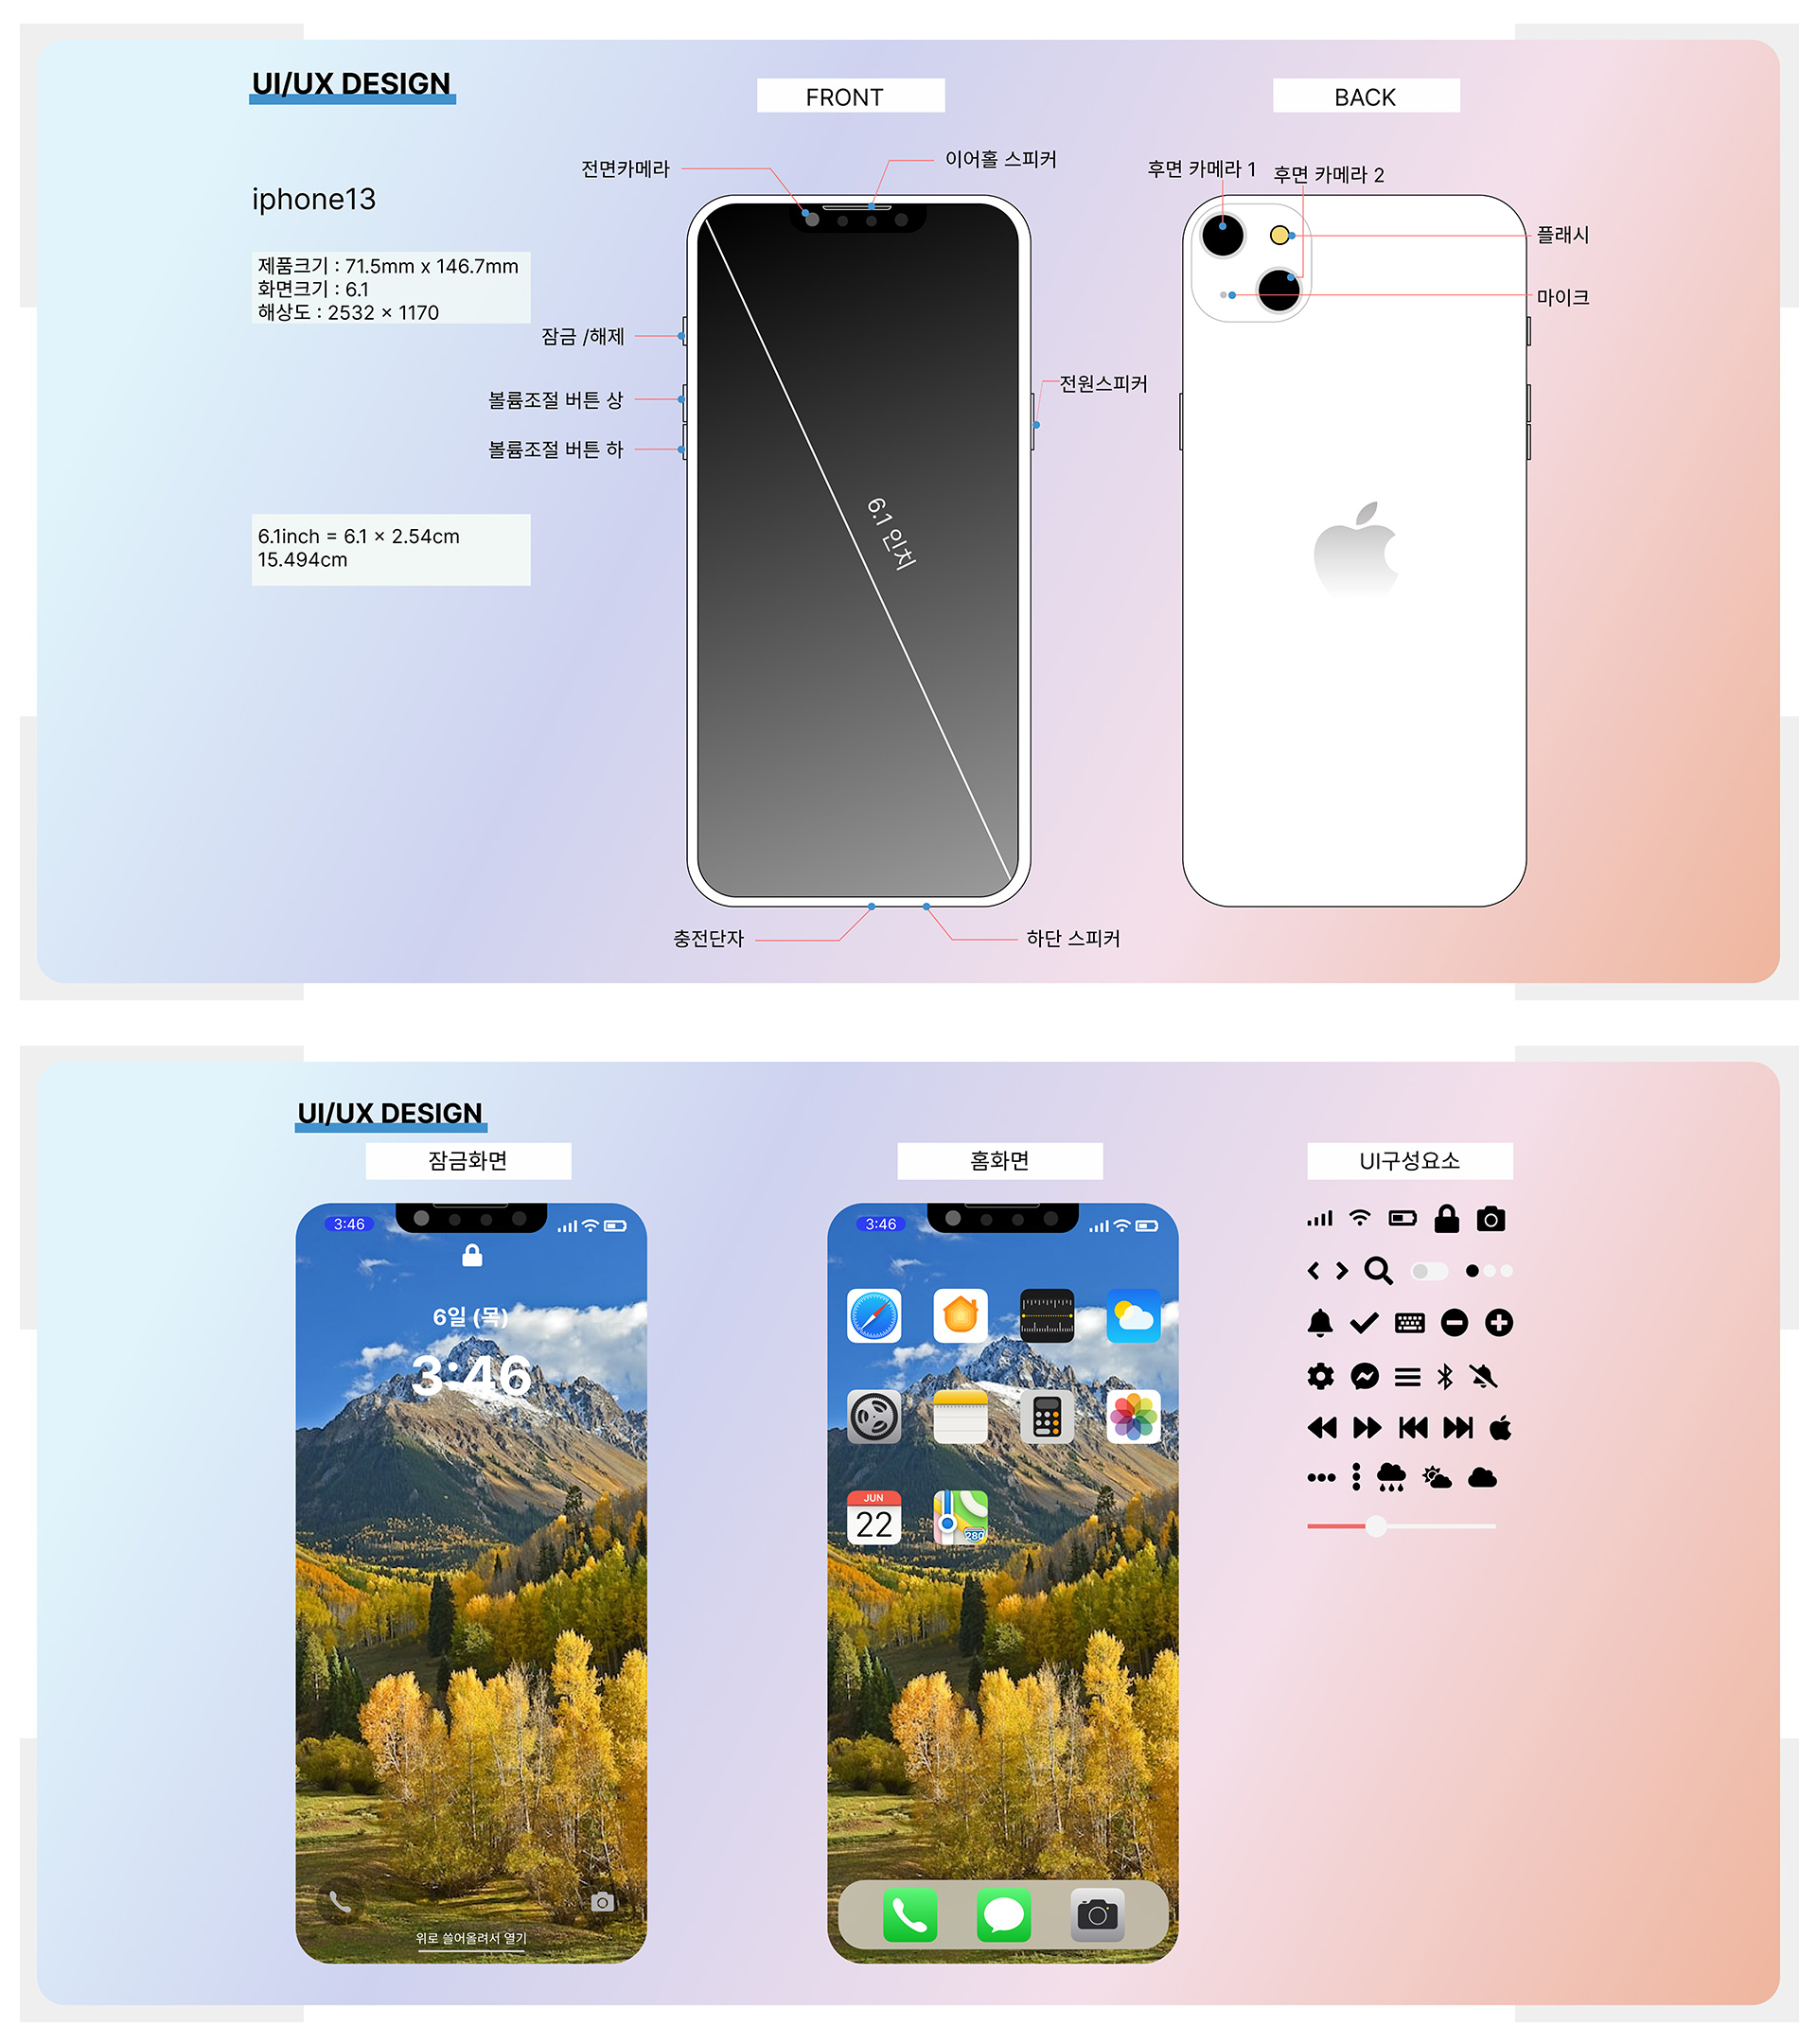 UI/UX DESIGN
FRONT
BACK
iphone13
제품크기 : 71.5mm x 146.7mm
화면크기 : 6.1
해상도 : 2532 × 1170
전면카메라
이어홀 스피커
후면 카메라 1
후면 카메라 2
플래시
마이크
잠금 /해제
볼륨조절 버튼 상
볼륨조절 버튼 하
전원스피커
6.1 인치
6.1inch = 6.1 × 2.54cm
15.494cm
충전단자
하단 스피커
UI/UX DESIGN
잠금화면
홈화면
UI구성요소
3:46
6일 (목)
3:46
위로 쓸어올려서 열기
3:46
JUN
22
280